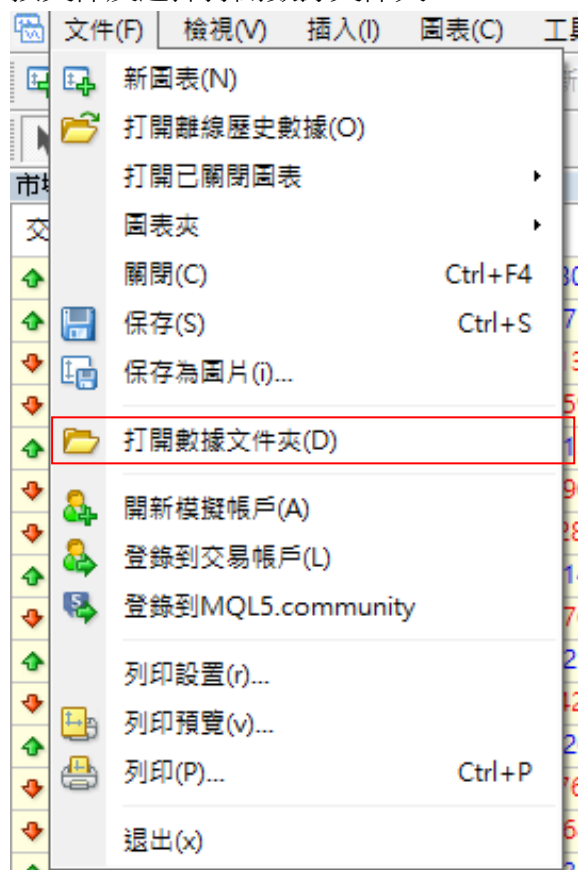 文件(F) 檢視(V) 插入(I) 圖表(C)
新圖表(N)
打開離線歷史數據(O)
打開已關閉圖表
圖表夾
關閉(C) Ctrl+F4
保存(S) Ctrl+S
保存為圖片(i)...
打開數據文件夾(D)
開新模擬帳戶(A)
登錄到交易帳戶(L)
登錄到MQL5.community
列印設置(r)...
列印預覽(v)...
列印(P)... Ctrl+P
退出(x)